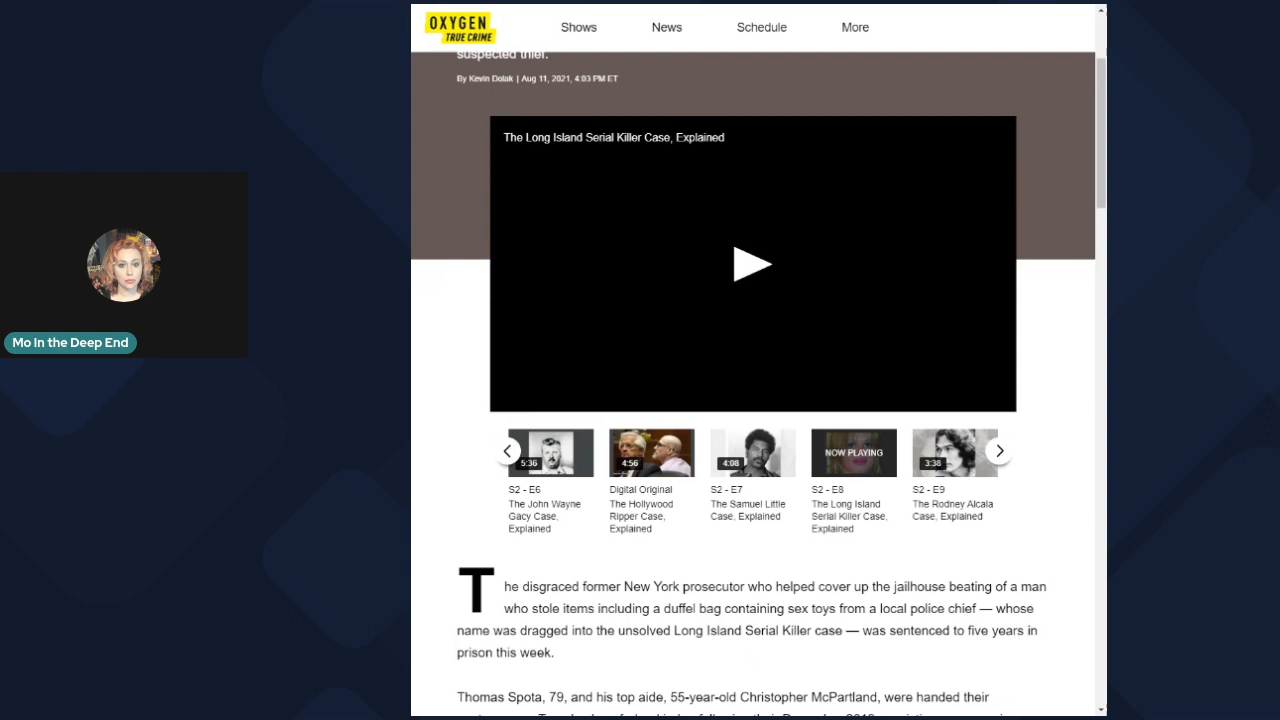 OXYGEN
TRUE CRIME
Shows
News
Schedule
More
suspected thief.
By Kevin Dolak | Aug 11, 2021, 4:03 PM ET
The Long Island Serial Killer Case, Explained
Mo In the Deep End
5:36
4:56
4:08
NOW PLAYING
3:38
S2 - E6
The John Wayne
Gacy Case,
Explained
Digital Original
The Hollywood
Ripper Case,
Explained
S2 - E7
The Samuel Little
Case, Explained
S2 - E8
The Long Island
Serial Killer Case,
Explained
S2 - E9
The Rodney Alcala
Case, Explained
The disgraced former New York prosecutor who helped cover up the jailhouse beating of a man
who stole items including a duffel bag containing sex toys from a local police chief — whose
name was dragged into the unsolved Long Island Serial Killer case — was sentenced to five years in
prison this week.
Thomas Spota, 79, and his top aide, 55-year-old Christopher McPartland, were handed their